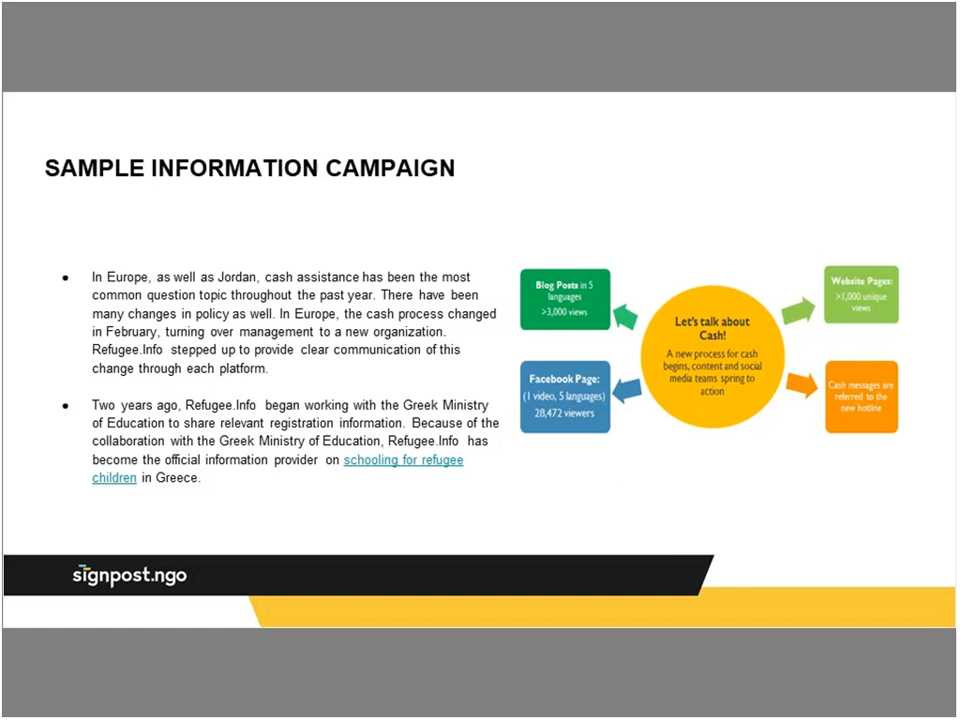 SAMPLE INFORMATION CAMPAIGN
● In Europe, as well as Jordan, cash assistance has been the most
common question topic throughout the past year. There have been
many changes in policy as well. In Europe, the cash process changed
in February, turning over management to a new organization.
Refugee.Info stepped up to provide clear communication of this
change through each platform.
● Two years ago, Refugee.Info began working with the Greek Ministry
of Education to share relevant registration information. Because of the
collaboration with the Greek Ministry of Education, Refugee.Info has
become the official information provider on schooling for refugee
children in Greece.
Blog Posts in 5
languages
>3,000 views
Facebook Page:
(1 video, 5 languages)
28,472 viewers
Let's talk about
Cash!
A new process for cash
begins, content and social
media teams spring to
action
Website Pages:
>1,000 unique
views
Cash messages are
referred to the
new hotline
signpost.ngo